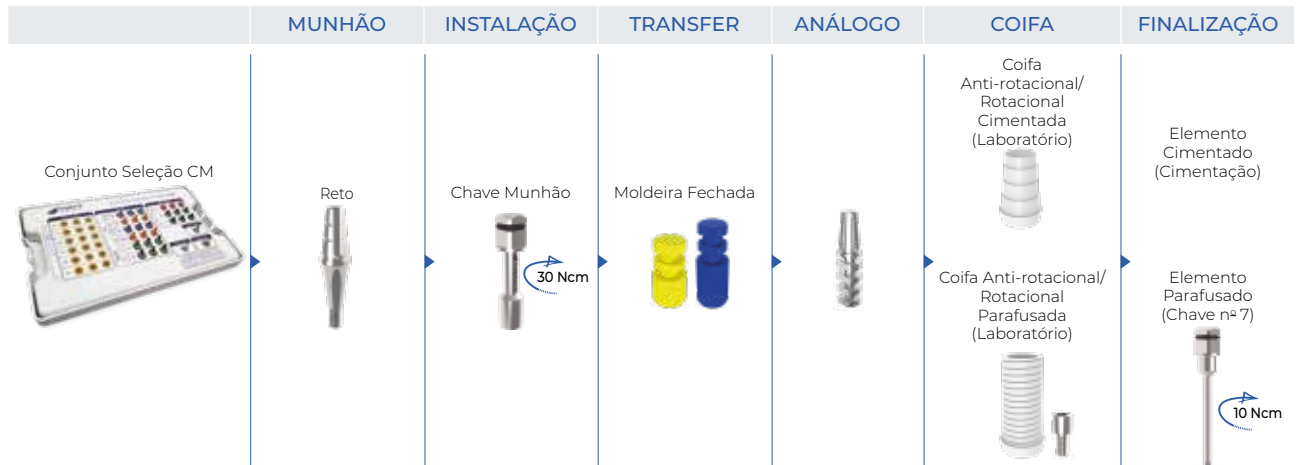 MUNHÃO
INSTALAÇÃO
TRANSFER
ANÁLOGO
COIFA
FINALIZAÇÃO
Conjunto Seleção CM
Reto
Chave Munhão
30 Ncm
Moldeira Fechada
Coifa
Anti-rotacional/
Rotacional
Cimentada
(Laboratório)
Coifa Anti-rotacional/
Rotacional
Parafusada
(Laboratório)
Elemento
Cimentado
(Cimentação)
Elemento
Parafusado
(Chave nº 7)
10 Ncm